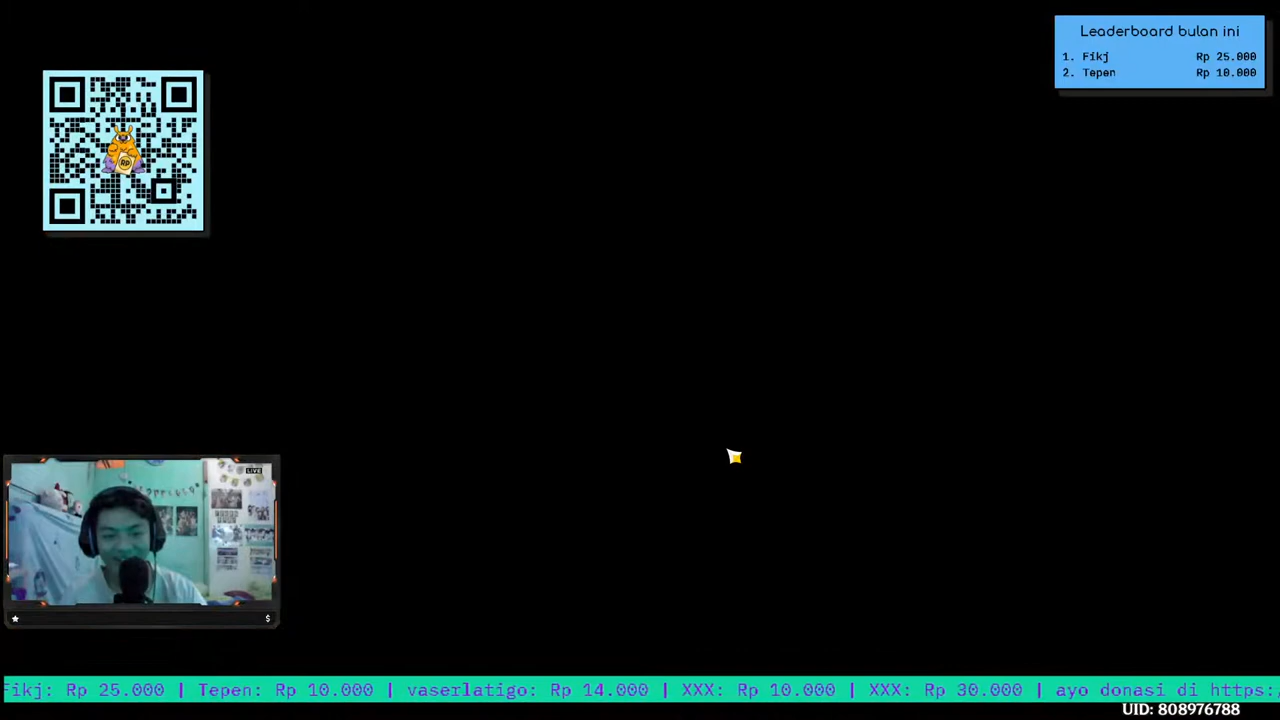 Leaderboard bulan ini
1. Fikj Rp 25.000
2. Tepen Rp 10.000
RP
LIVE
$
Fikj: Rp 25.000 | Tepen: Rp 10.000 | vaserlatigo: Rp 14.000 | XXX: Rp 10.000 | XXX: Rp 30.000 | ayo donasi di https:
UID: 808976788